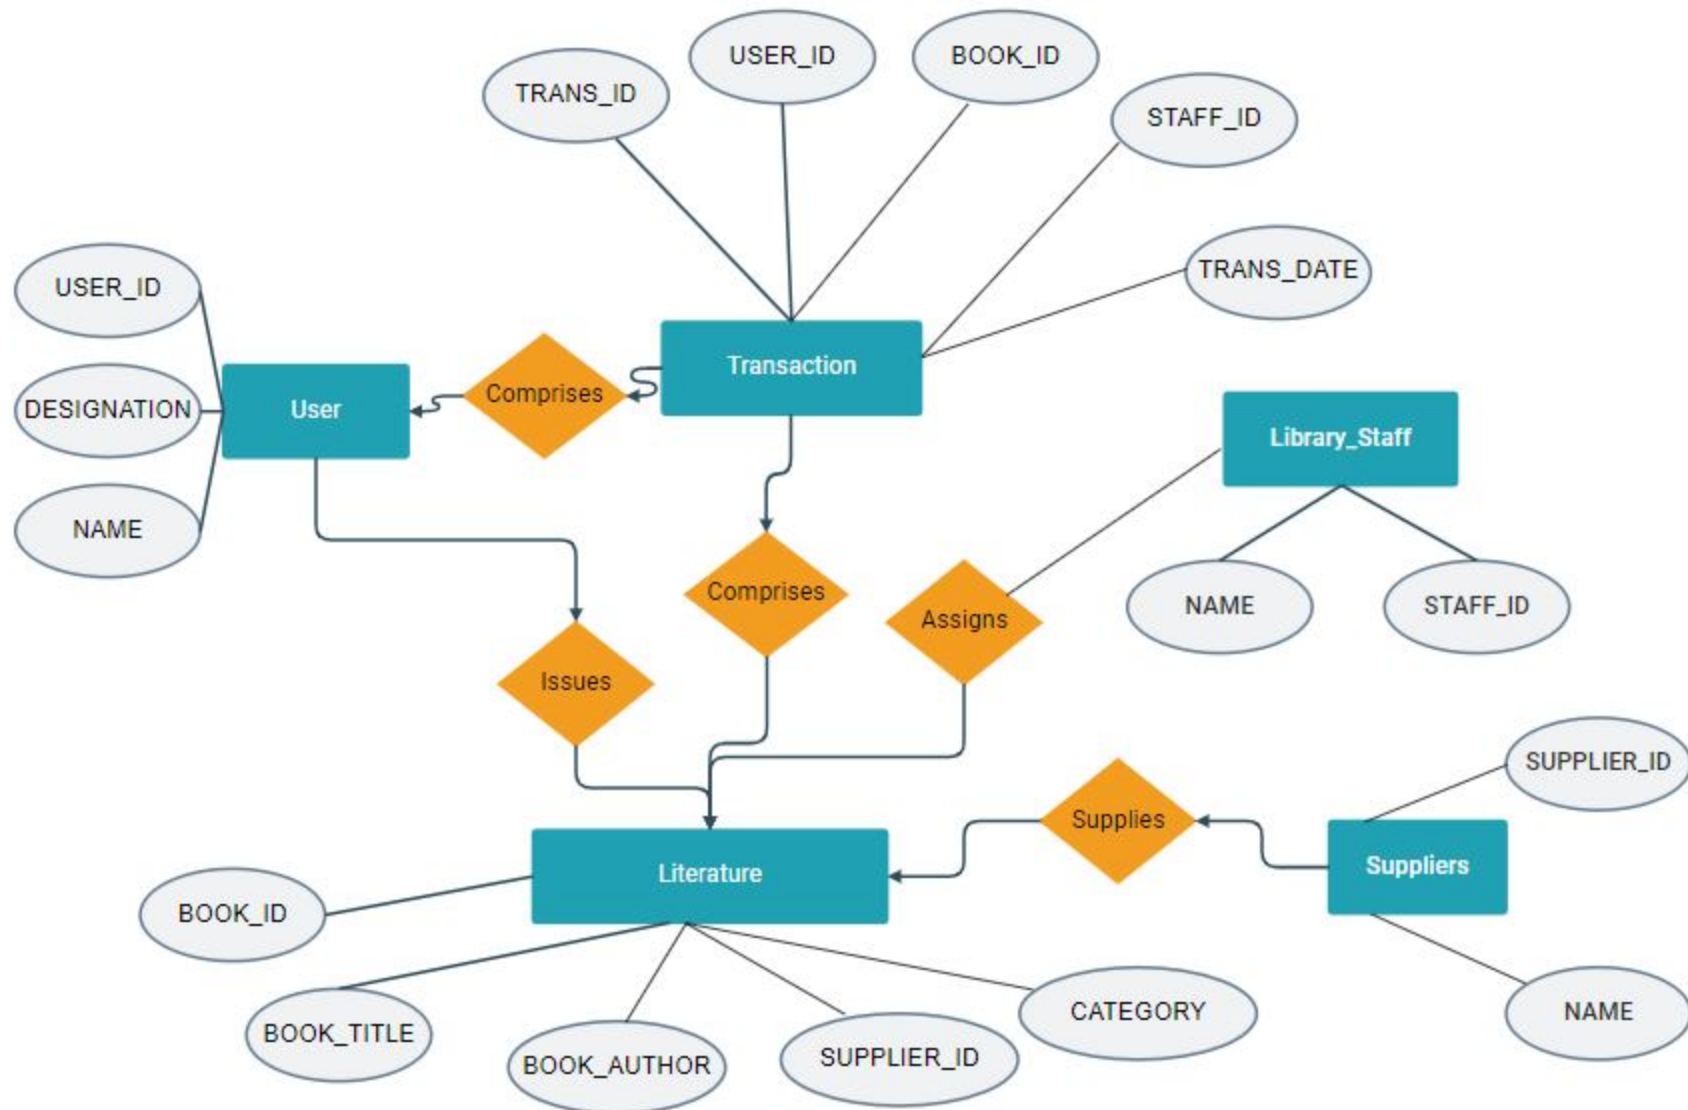 USER_ID
BOOK_ID
TRANS_ID
STAFF_ID
TRANS_DATE
USER_ID
Transaction
Comprises
User
DESIGNATION
Library_Staff
NAME
Comprises
Assigns
NAME
STAFF_ID
Issues
SUPPLIER_ID
Supplies
Literature
Suppliers
BOOK_ID
CATEGORY
NAME
BOOK_TITLE
BOOK_AUTHOR
SUPPLIER_ID